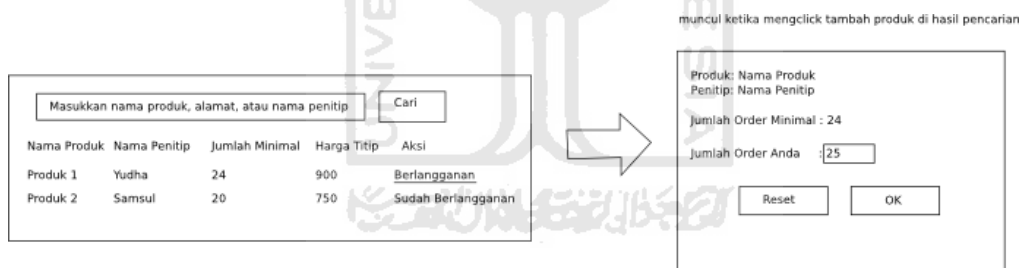 muncul ketika mengclick tambah produk di hasil pencarian
Masukkan nama produk, alamat, atau nama penitip Cari
Nama Produk Nama Penitip Jumlah Minimal Harga Titip Aksi
Produk 1 Yudha 24 900 Berlangganan
Produk 2 Samsul 20 750 Sudah Berlangganan
Produk: Nama Produk
Penitip: Nama Penitip
Jumlah Order Minimal : 24
Jumlah Order Anda : 25
Reset OK